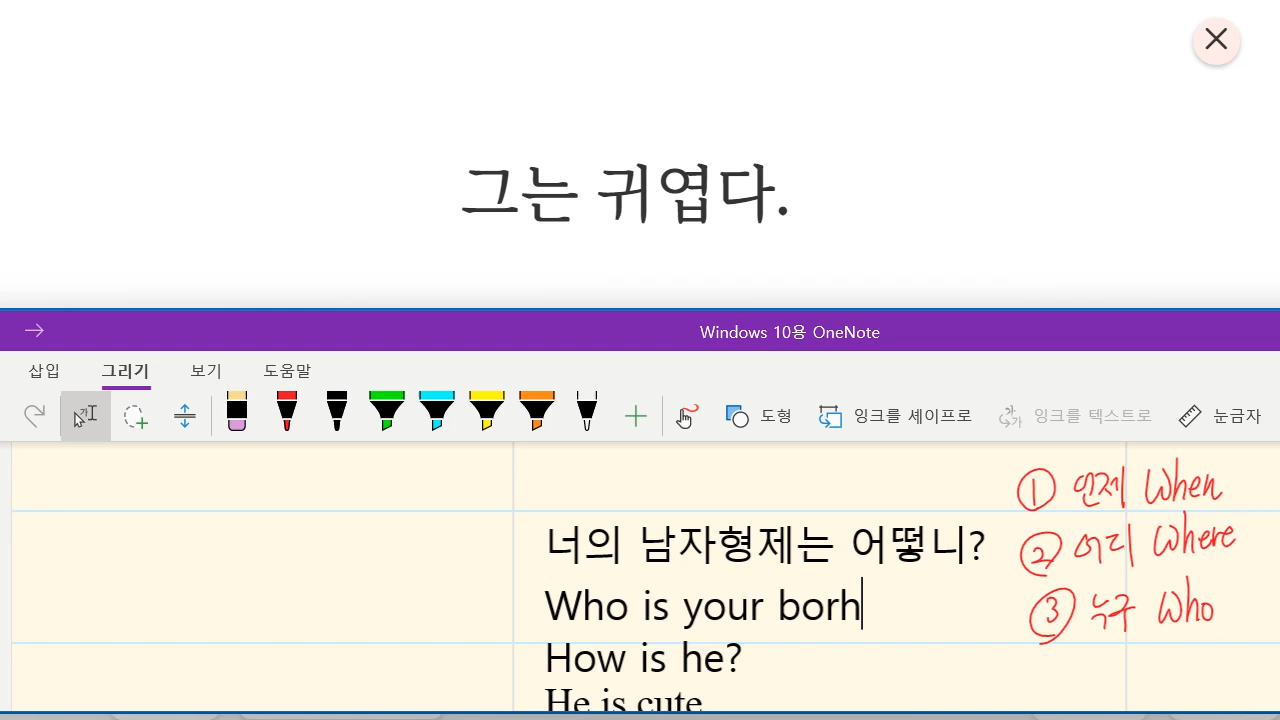 그는 귀엽다.
Windows 10용 OneNote
삽입 그리기 보기 도움말
도형 잉크를 셰이프로 잉크를 텍스트로 눈금자
① 언제 When
너의 남자형제는 어떻니?
② 어디 Where
Who is your borh
③ 누구 Who
How is he?
He is cute